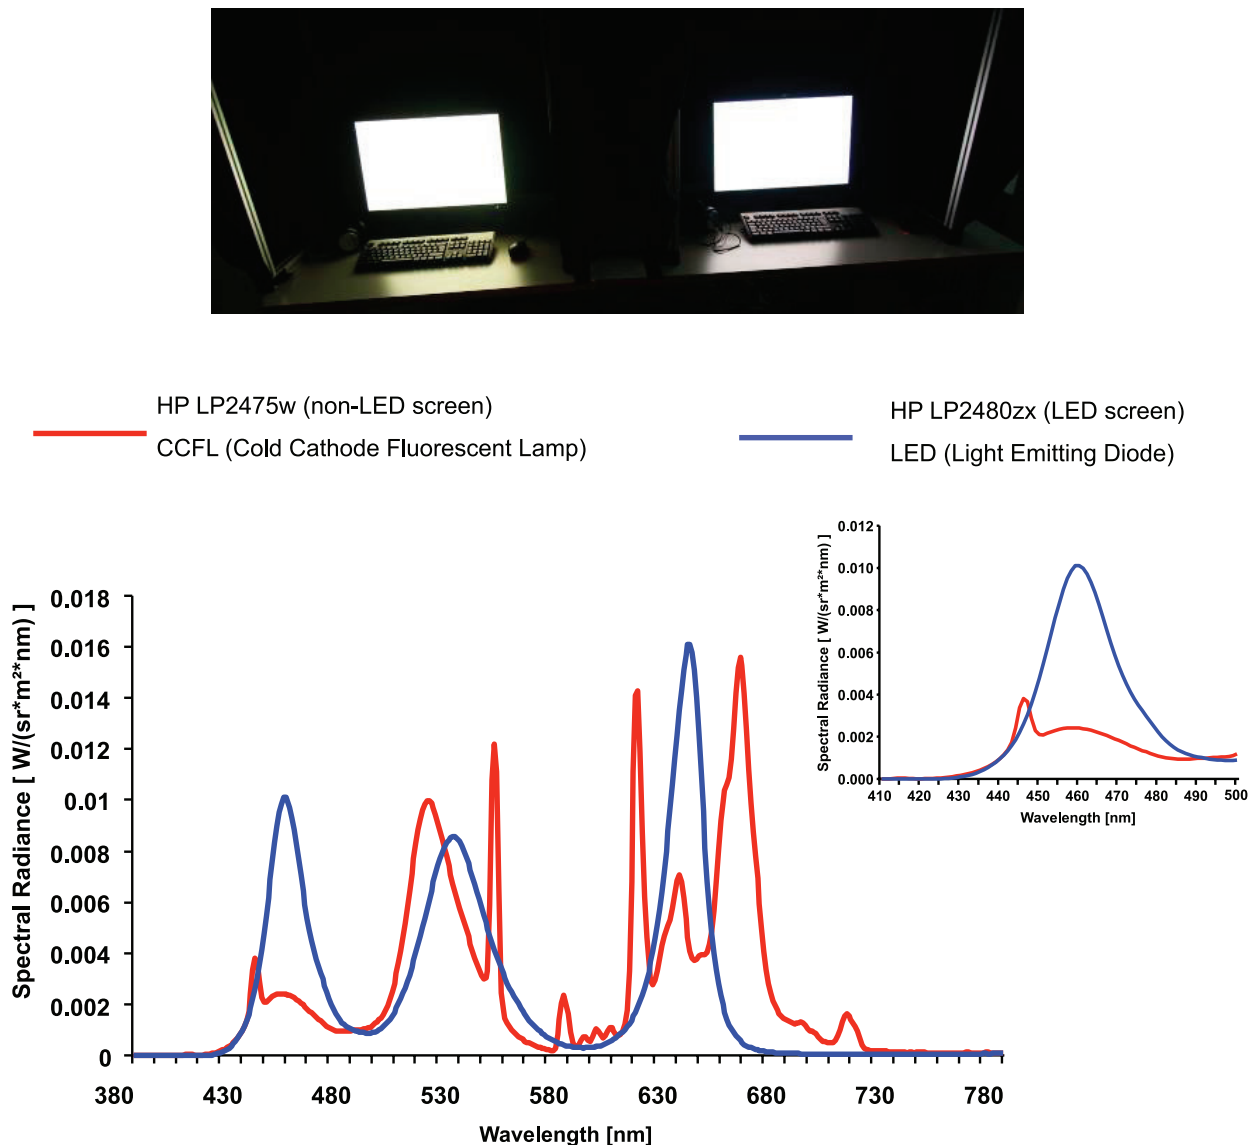 HP LP2475w (non-LED screen)
CCFL (Cold Cathode Fluorescent Lamp)
HP LP2480zx (LED screen)
LED (Light Emitting Diode)
Spectral Radiance [ W/(sr*m²*nm) ]
0.012
0.010
0.008
0.006
0.004
0.002
0.000
410 420 430 440 450 460 470 480 490 500
Wavelength [nm]
Spectral Radiance [ W/(sr*m²*nm) ]
0.018
0.016
0.014
0.012
0.01
0.008
0.006
0.004
0.002
0
380 430 480 530 580 630 680 730 780
Wavelength [nm]